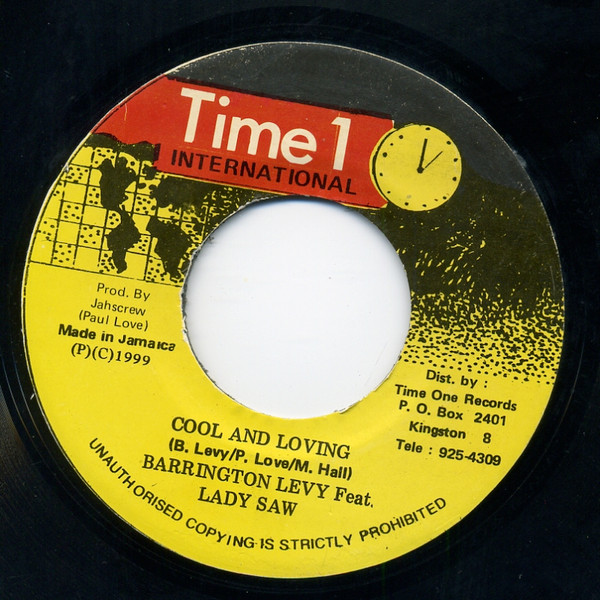 Time 1
INTERNATIONAL
Prod. By
Jahscrew
(Paul Love)
Made in Jamaica
(P)(C)1999
Dist. by :
Time One Records
P. O. Box 2401
Kingston 8
Tele : 925-4309
COOL AND LOVING
(B. Levy/P. Love/M. Hall)
BARRINGTON LEVY Feat.
LADY SAW
UNAUTHORISED COPYING IS STRICTLY PROHIBITED